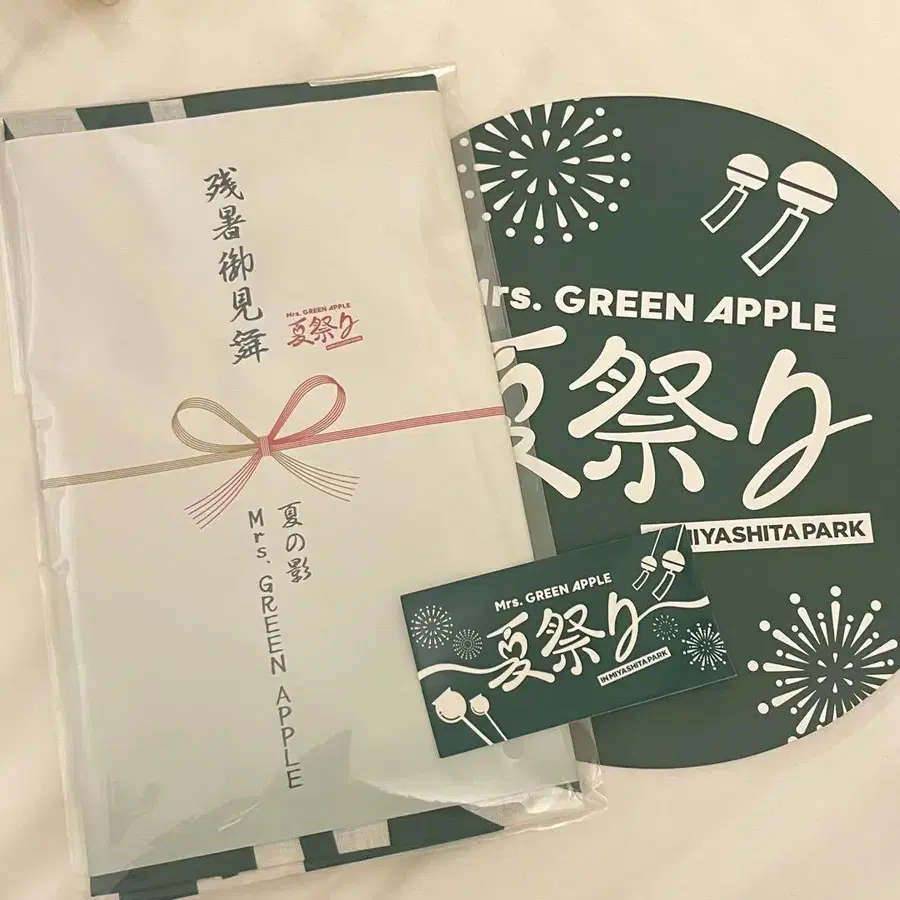 残暑御見舞
Mrs. GREEN APPLE
夏祭り
夏の影
Mrs. GREEN APPLE
Mrs. GREEN APPLE
夏祭り
MIYASHITA PARK
Mrs. GREEN APPLE
夏祭り
IN MIYASHITA PARK